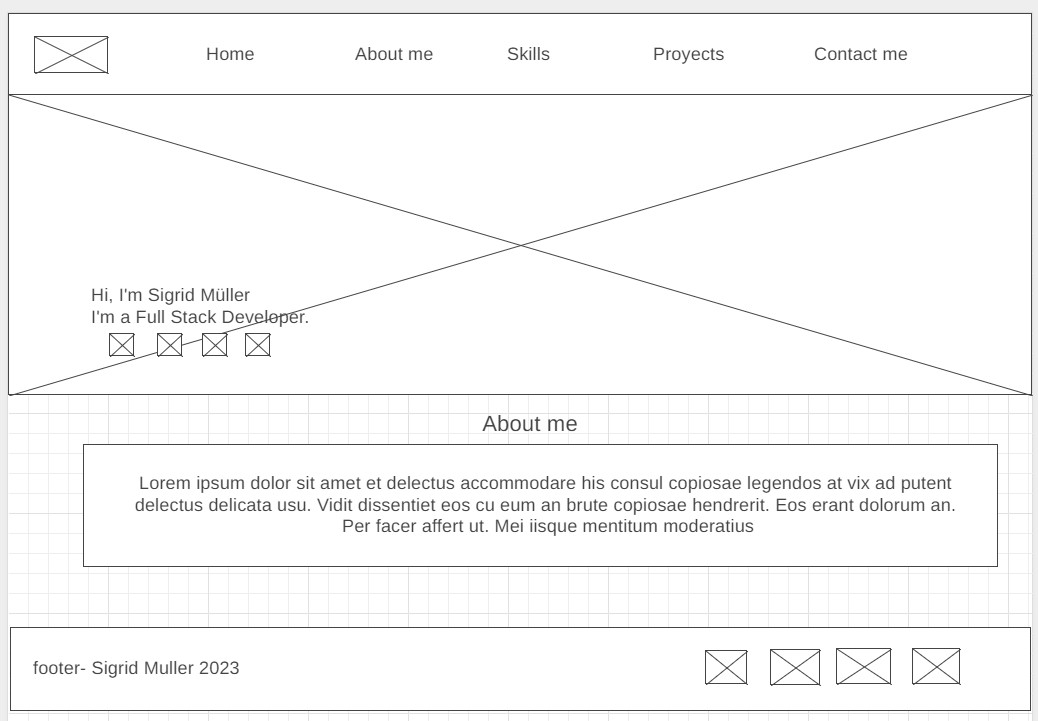 Home About me Skills Proyects Contact me
Hi, I'm Sigrid Müller
I'm a Full Stack Developer.
About me
Lorem ipsum dolor sit amet et delectus accommodare his consul copiosae legendos at vix ad putent
delectus delicata usu. Vidit dissentiet eos cu eum an brute copiosae hendrerit. Eos erant dolorum an.
Per facer affert ut. Mei iisque mentitum moderatius
footer- Sigrid Muller 2023